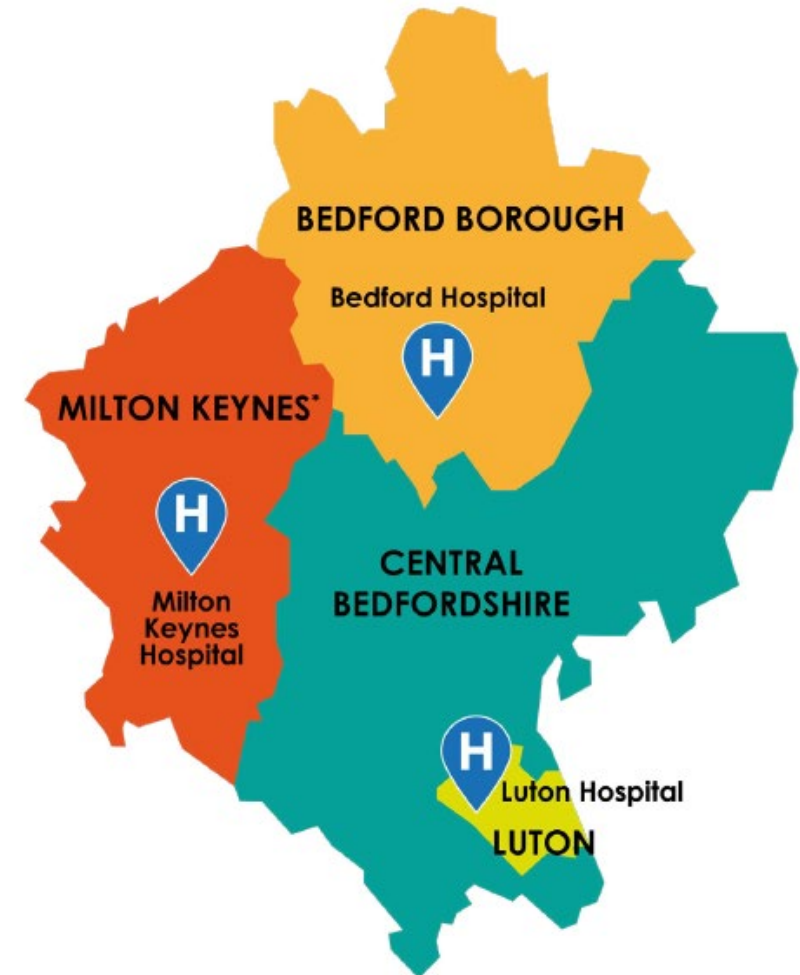 BEDFORD BOROUGH
Bedford Hospital
H
MILTON KEYNES*
H
Milton
Keynes
Hospital
CENTRAL
BEDFORDSHIRE
H
Luton Hospital
LUTON